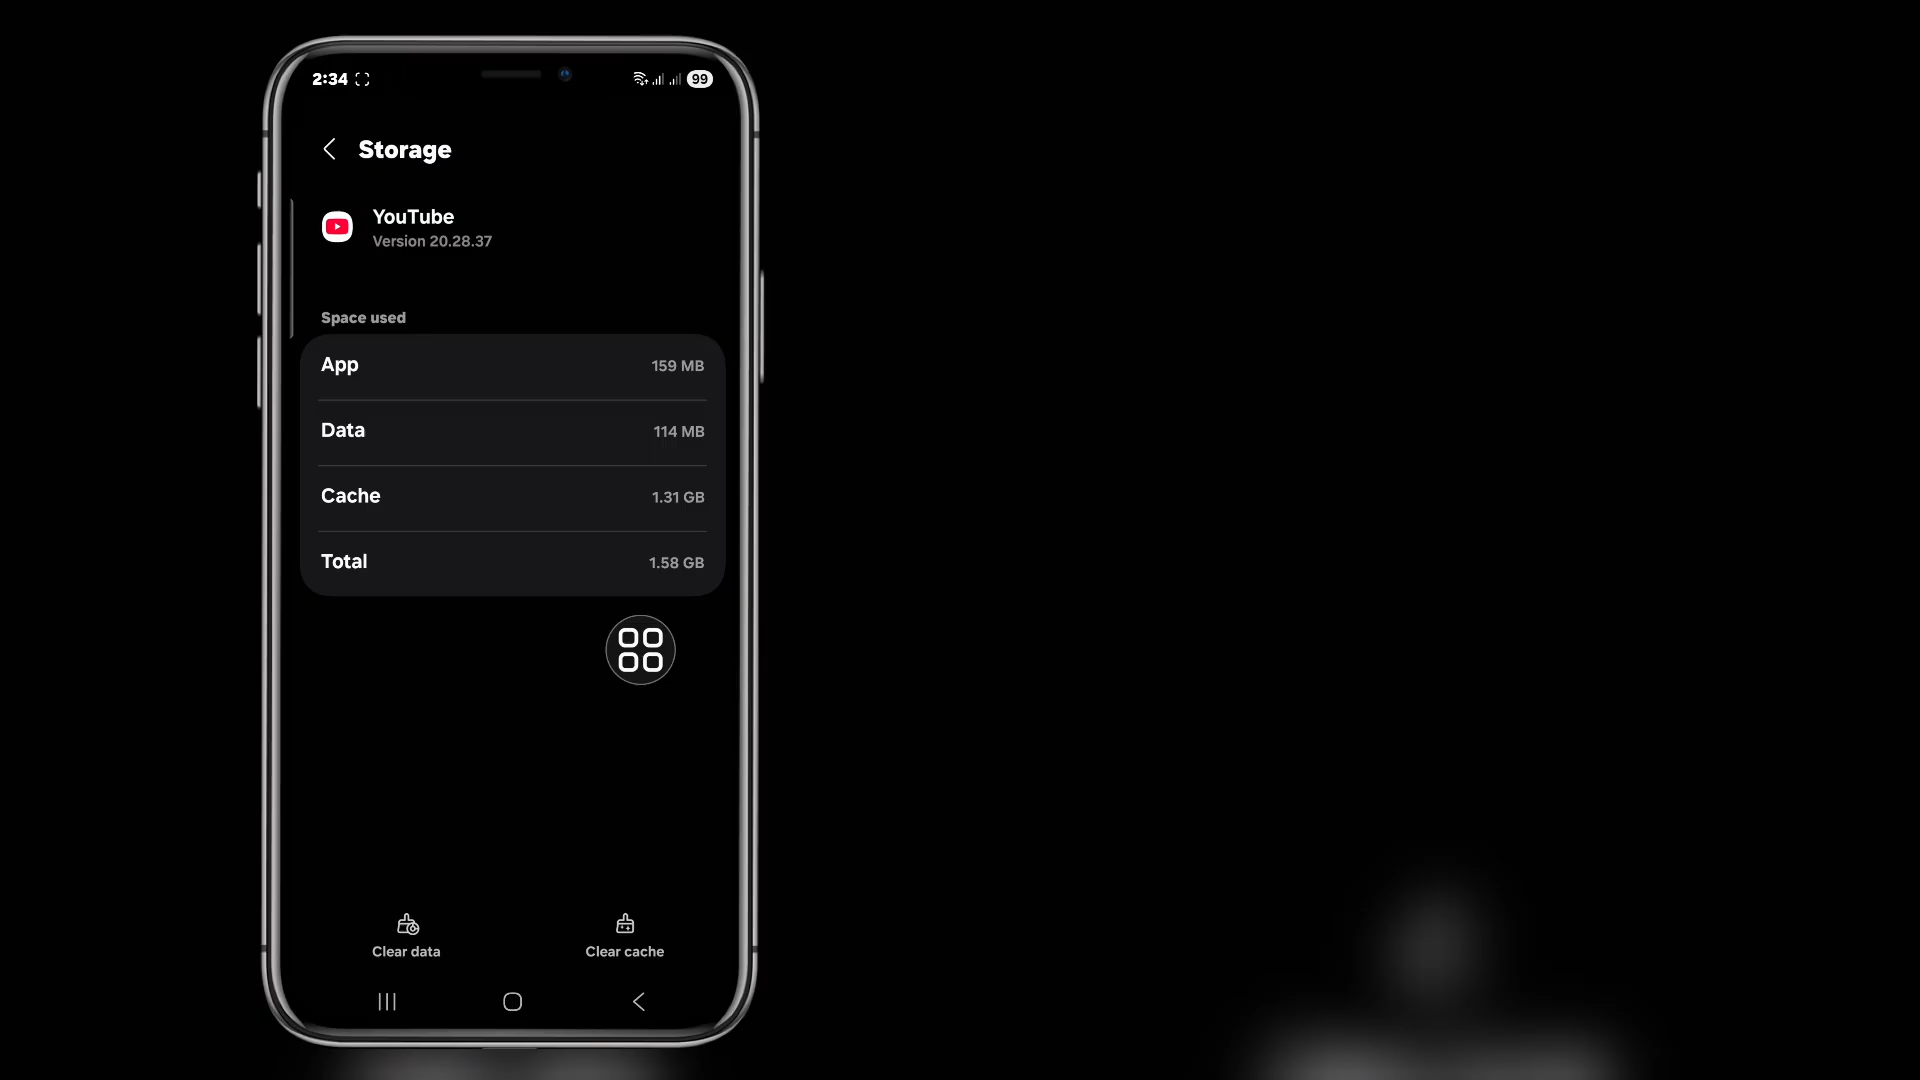 2:34
99
Storage
YouTube
Version 20.28.37
Space used
App 159 MB
Data 114 MB
Cache 1.31 GB
Total 1.58 GB
Clear data Clear cache